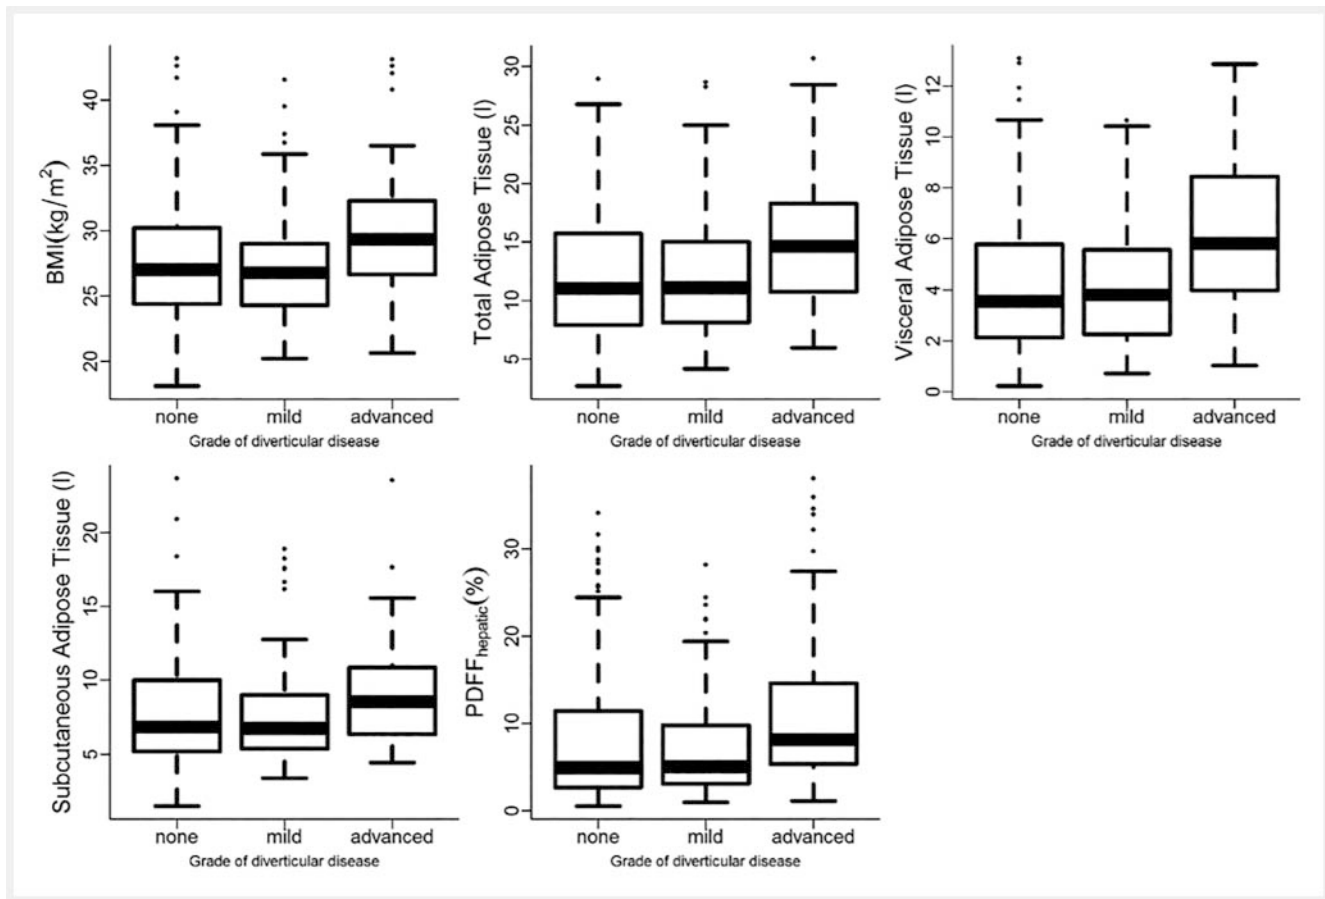 BMI(kg/m²)
40
35
30
25
20
none mild advanced
Grade of diverticular disease
Total Adipose Tissue (l)
30
25
20
15
10
5
none mild advanced
Grade of diverticular disease
Visceral Adipose Tissue (l)
12
10
8
6
4
2
0
none mild advanced
Grade of diverticular disease
Subcutaneous Adipose Tissue (l)
20
15
10
5
none mild advanced
Grade of diverticular disease
PDFFhepatic(%)
30
20
10
0
none mild advanced
Grade of diverticular disease